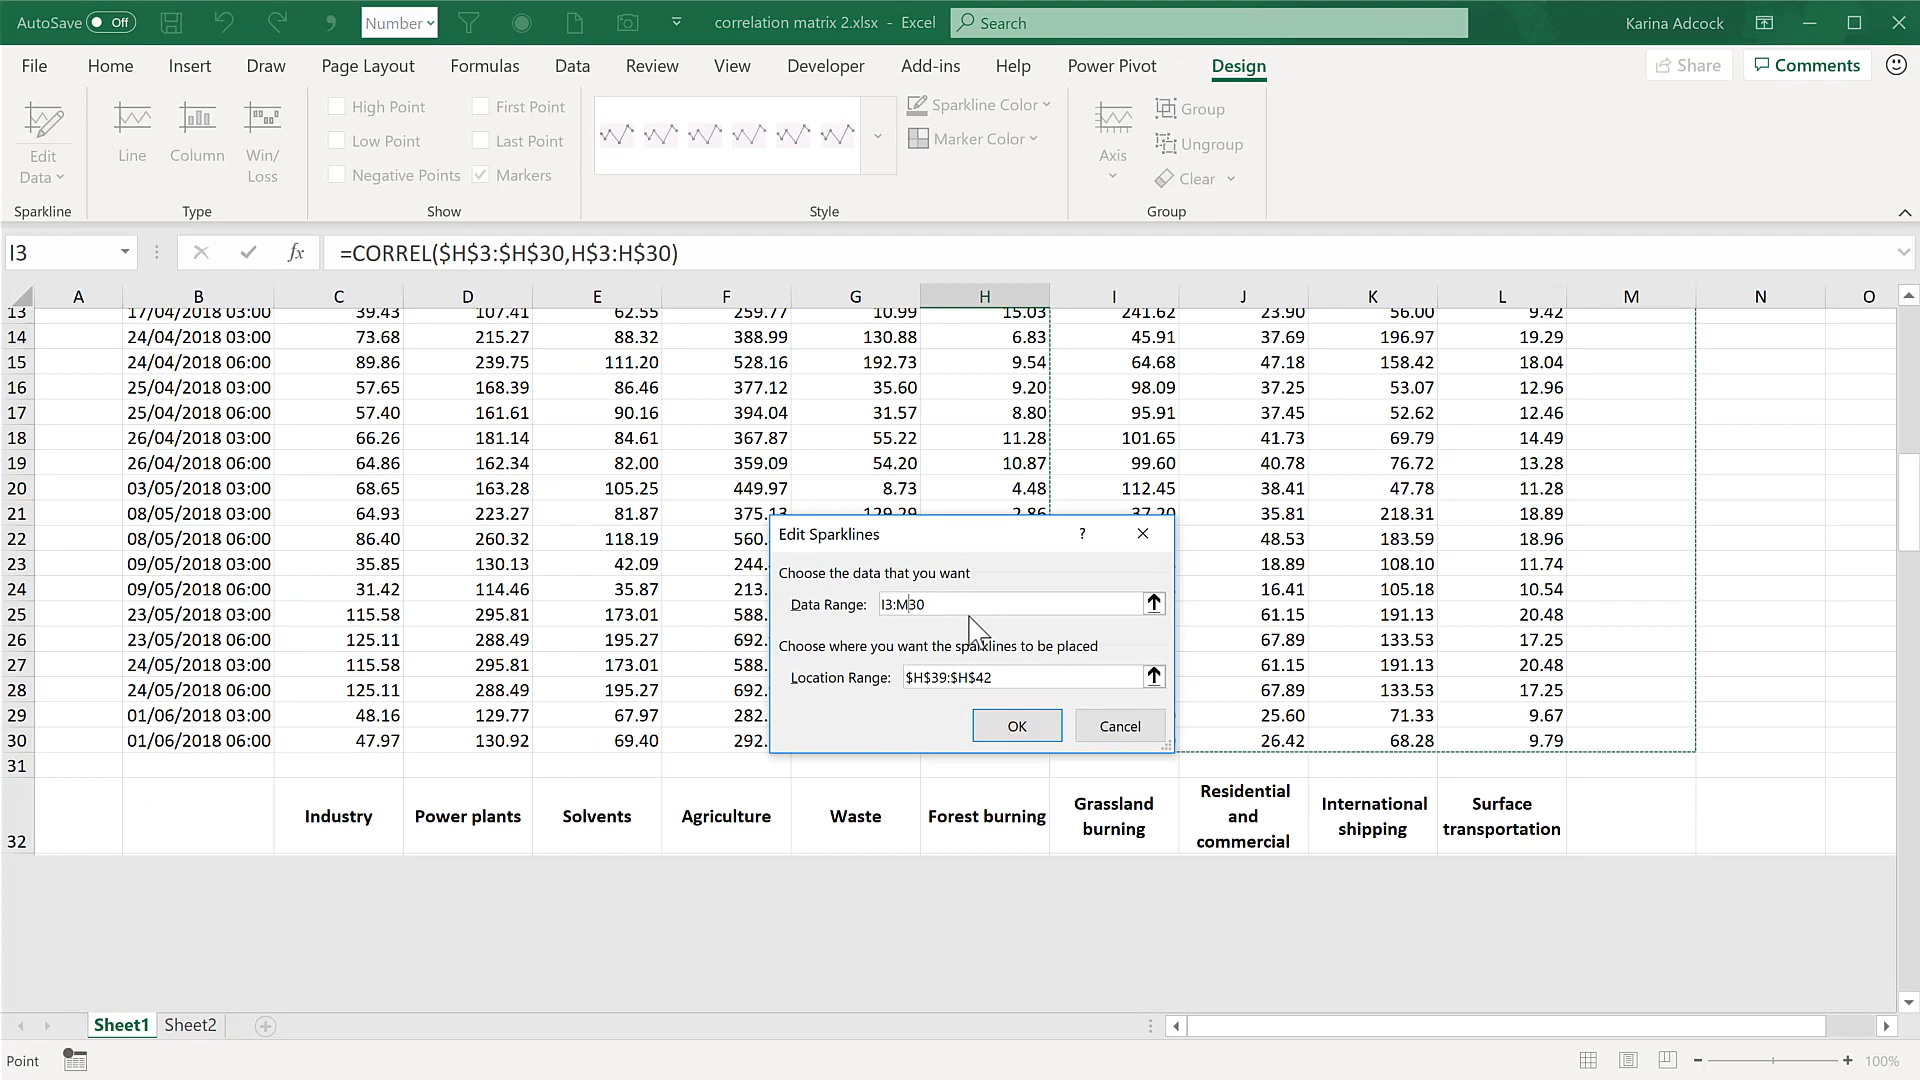 AutoSave Off Number correlation matrix 2.xlsx - Excel Search Karina Adcock
File Home Insert Draw Page Layout Formulas Data Review View Developer Add-ins Help Power Pivot Design Share Comments
Edit Data
Line
Column
Win/ Loss
High Point
First Point
Low Point
Last Point
Negative Points
Markers
Sparkline Color
Marker Color
Axis
Group
Ungroup
Clear
Sparkline Type Show Style Group
I3 fx =CORREL($H$3:$H$30,H$3:H$30)
A B C D E F G H I J K L M N O
13 17/04/2018 03:00 39.43 107.41 62.55 259.77 10.99 15.03 241.62 23.90 56.00 9.42
14 24/04/2018 03:00 73.68 215.27 88.32 388.99 130.88 6.83 45.91 37.69 196.97 19.29
15 24/04/2018 06:00 89.86 239.75 111.20 528.16 192.73 9.54 64.68 47.18 158.42 18.04
16 25/04/2018 03:00 57.65 168.39 86.46 377.12 35.60 9.20 98.09 37.25 53.07 12.96
17 25/04/2018 06:00 57.40 161.61 90.16 394.04 31.57 8.80 95.91 37.45 52.62 12.46
18 26/04/2018 03:00 66.26 181.14 84.61 367.87 55.22 11.28 101.65 41.73 69.79 14.49
19 26/04/2018 06:00 64.86 162.34 82.00 359.09 54.20 10.87 99.60 40.78 76.72 13.28
20 03/05/2018 03:00 68.65 163.28 105.25 449.97 8.73 4.48 112.45 38.41 47.78 11.28
21 08/05/2018 03:00 64.93 223.27 81.87 375.13 129.29 2.86 37.20 35.81 218.31 18.89
22 08/05/2018 06:00 86.40 260.32 118.19 560. 48.53 183.59 18.96
23 09/05/2018 03:00 35.85 130.13 42.09 244. 18.89 108.10 11.74
24 09/05/2018 06:00 31.42 114.46 35.87 213. 16.41 105.18 10.54
25 23/05/2018 03:00 115.58 295.81 173.01 588. 61.15 191.13 20.48
26 23/05/2018 06:00 125.11 288.49 195.27 692. 67.89 133.53 17.25
27 24/05/2018 03:00 115.58 295.81 173.01 588. 61.15 191.13 20.48
28 24/05/2018 06:00 125.11 288.49 195.27 692. 67.89 133.53 17.25
29 01/06/2018 03:00 48.16 129.77 67.97 282. 25.60 71.33 9.67
30 01/06/2018 06:00 47.97 130.92 69.40 292. 26.42 68.28 9.79
31
32 Industry Power plants Solvents Agriculture Waste Forest burning Grassland burning Residential and commercial International shipping Surface transportation
Edit Sparklines ?
Choose the data that you want
Data Range: I3:M30
Choose where you want the sparklines to be placed
Location Range: $H$39:$H$42
OK Cancel
Sheet1 Sheet2
Point 100%